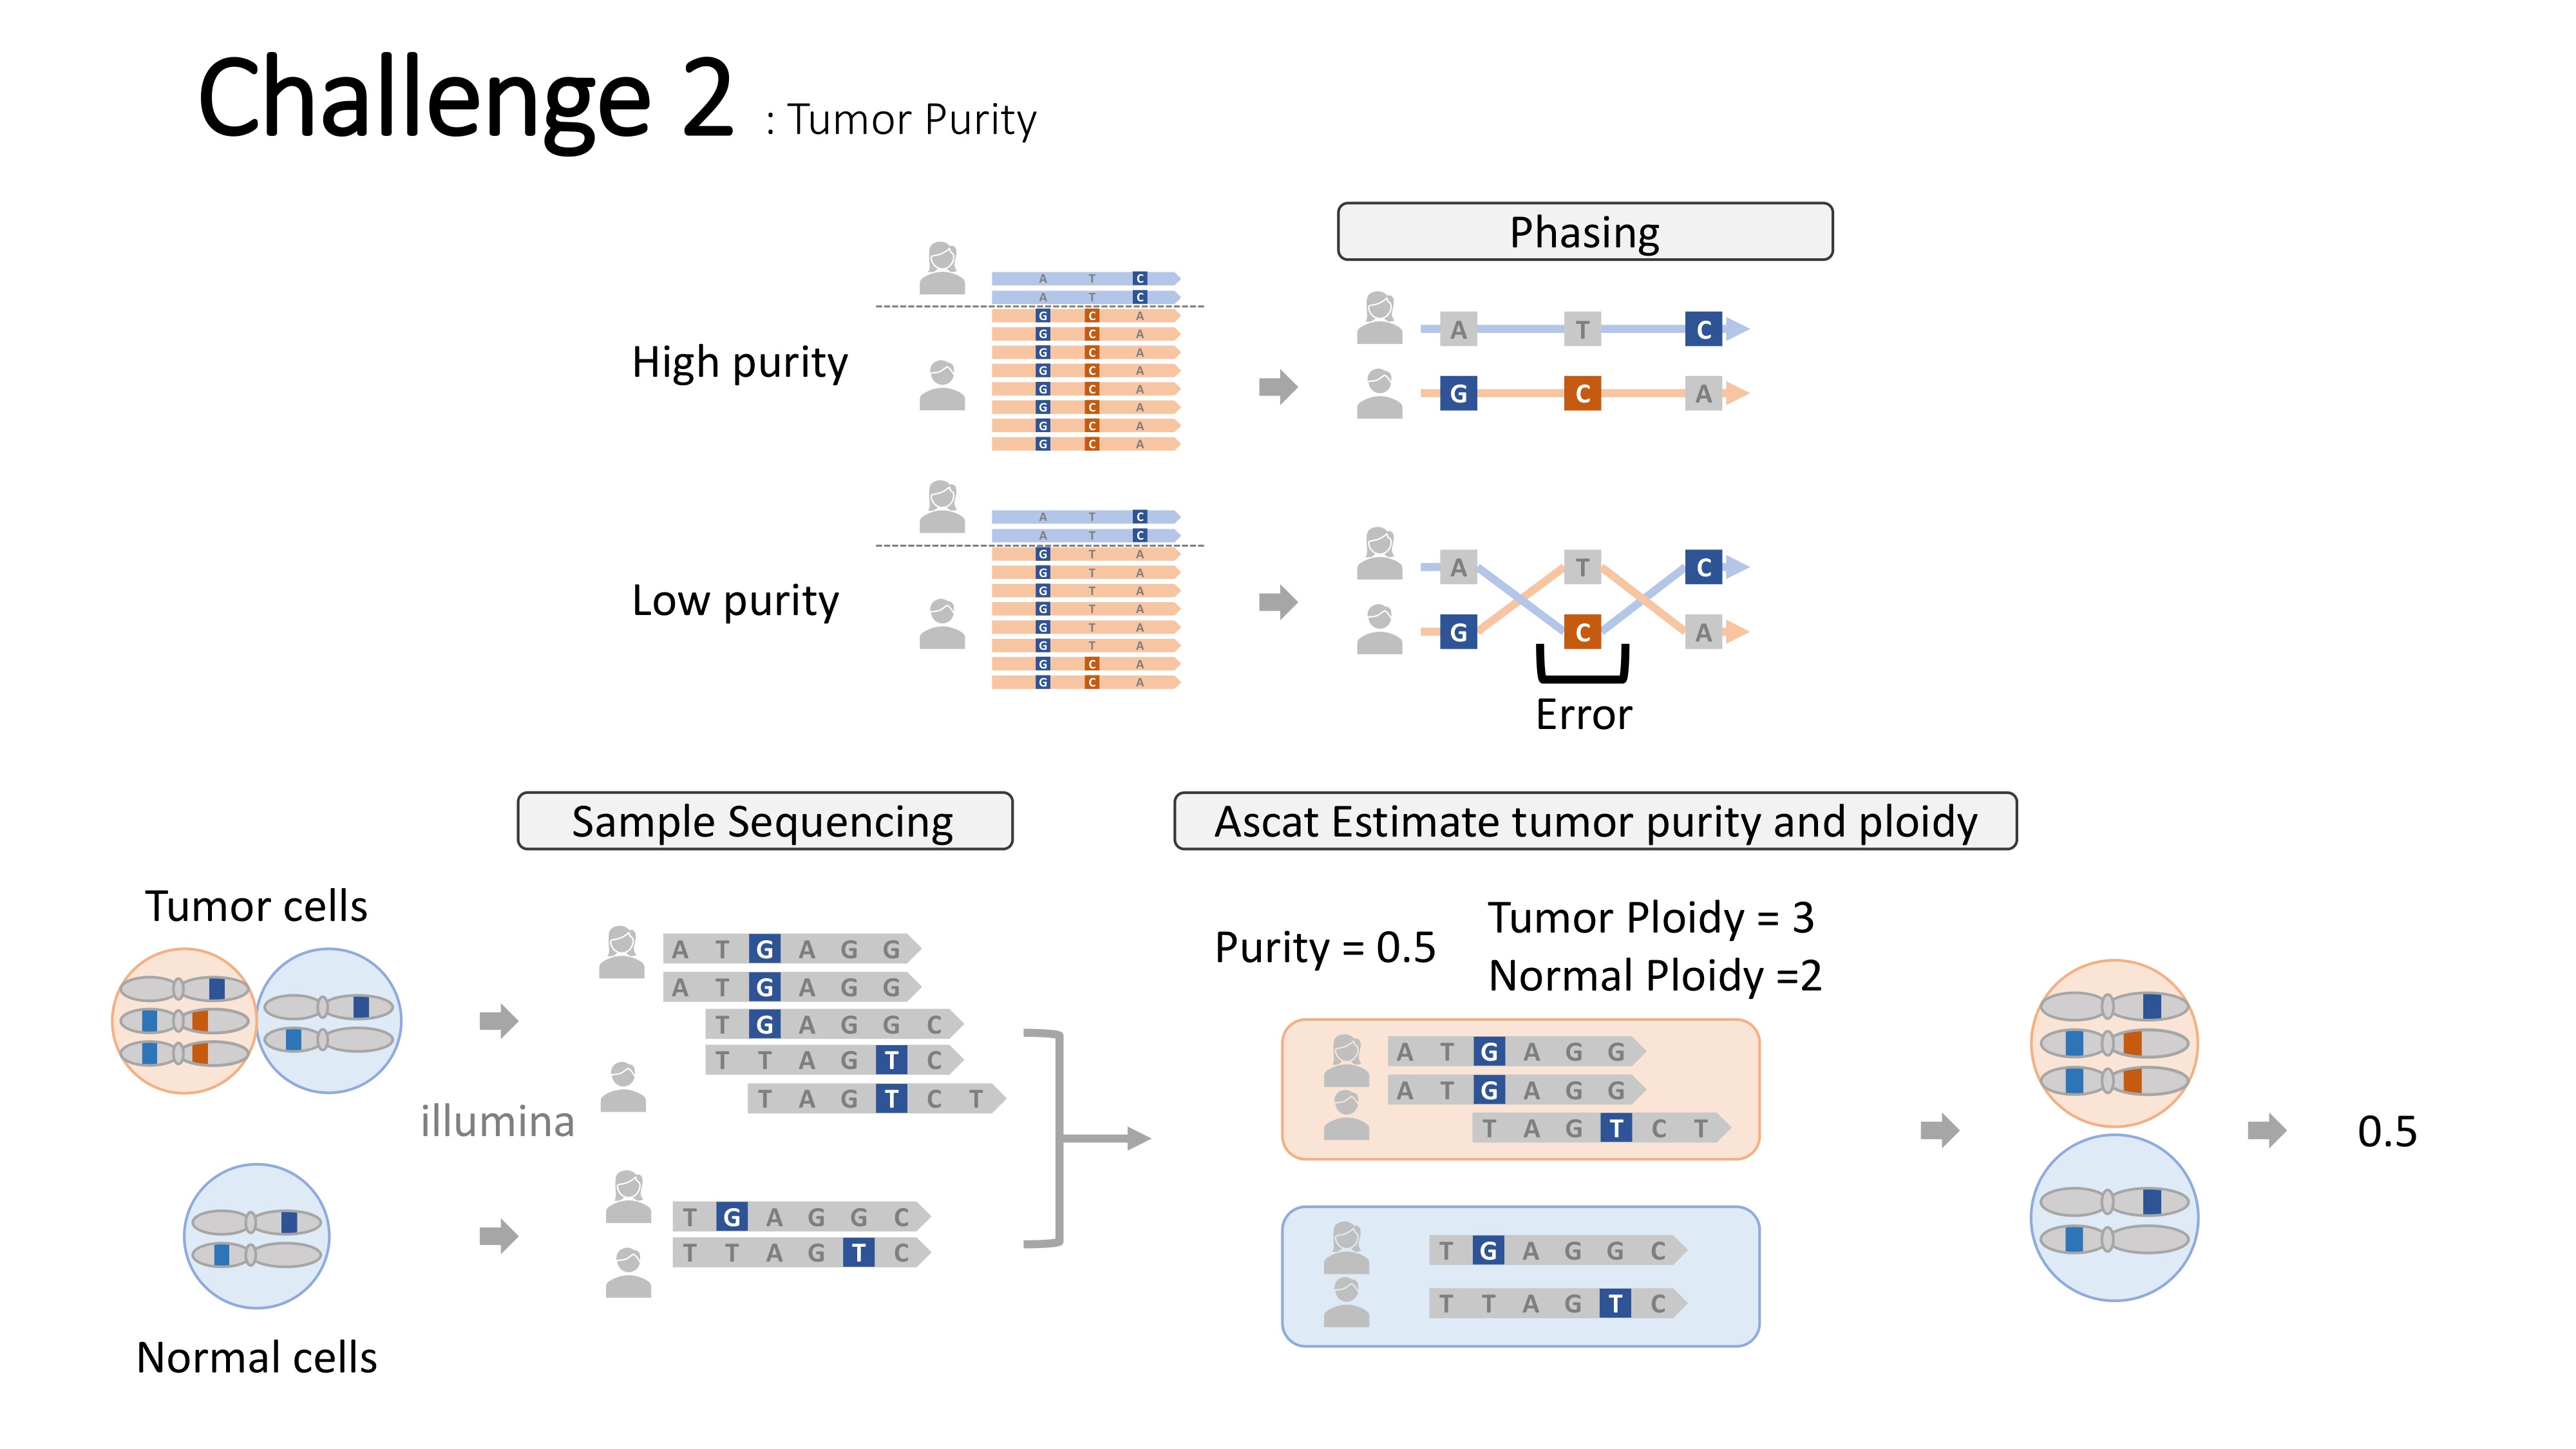 Challenge 2 : Tumor Purity
Phasing
High purity
A T C
A T C
G C A
G C A
G C A
G C A
G C A
G C A
G C A
G C A
A T C
G C A
Low purity
A T C
A T C
G T A
G T A
G T A
G T A
G T A
G T A
G C A
G C A
A T C
G C A
Error
Sample Sequencing
Ascat Estimate tumor purity and ploidy
Tumor cells
illumina
Normal cells
A T G A G G
A T G A G G
T G A G G C
T T A G T C
T A G T C T
T G A G G C
T T A G T C
Purity = 0.5
Tumor Ploidy = 3
Normal Ploidy =2
A T G A G G
A T G A G G
T A G T C T
T G A G G C
T T A G T C
0.5